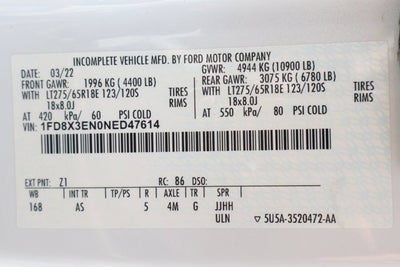 INCOMPLETE VEHICLE MFD. BY FORD MOTOR COMPANY
DATE: 03/22 GVWR: 4944 KG (10900 LB)
FRONT GAWR: 1996 KG (4400 LB) REAR GAWR: 3075 KG (6780 LB)
WITH LT275/65R18E 123/120S TIRES WITH LT275/65R18E 123/120S TIRES
18x8.0J RIMS 18x8.0J RIMS
AT 420 kPa/ 60 PSI COLD AT 550 kPa/ 80 PSI COLD
VIN: 1FD8X3EN0NED47614
EXT PNT: Z1 RC: 86 DSO:
WB INT TR TP/PS R AXLE TR SPR
168 AS 5 4M G JJHH
ULN ▽ 5U5A-3520472-AA